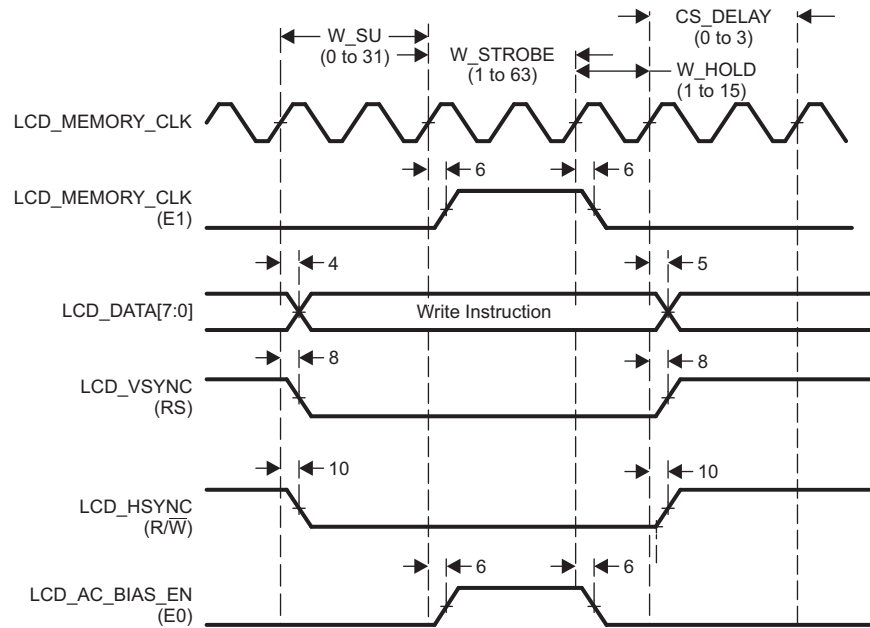 CS_DELAY
(0 to 3)
W_SU
(0 to 31)
W_STROBE
(1 to 63)
W_HOLD
(1 to 15)
LCD_MEMORY_CLK
6
6
LCD_MEMORY_CLK
(E1)
4
5
LCD_DATA[7:0]
Write Instruction
8
8
LCD_VSYNC
(RS)
10
10
LCD_HSYNC
(R/W̅)
6
6
LCD_AC_BIAS_EN
(E0)